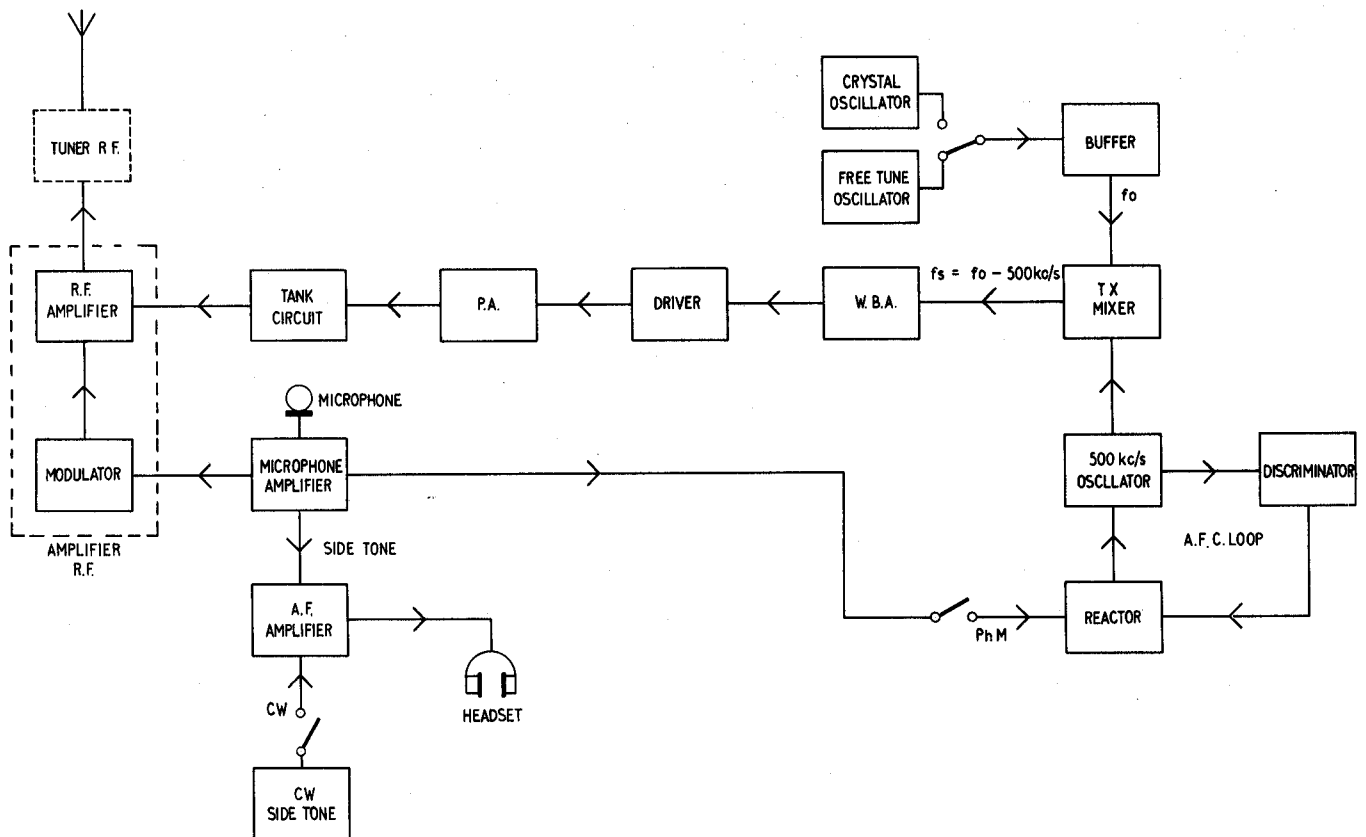 CRYSTAL
OSCILLATOR
TUNER R.F.
BUFFER
FREE TUNE
OSCILLATOR
fo
R.F.
AMPLIFIER
TANK
CIRCUIT
P.A.
DRIVER
W.B.A.
fs = fo - 500kc/s
TX
MIXER
MICROPHONE
MODULATOR
MICROPHONE
AMPLIFIER
500 kc/s
OSCLLATOR
DISCRIMINATOR
AMPLIFIER
R.F.
SIDE TONE
A.F.C. LOOP
A.F.
AMPLIFIER
PhM
REACTOR
CW
HEADSET
CW
SIDE TONE